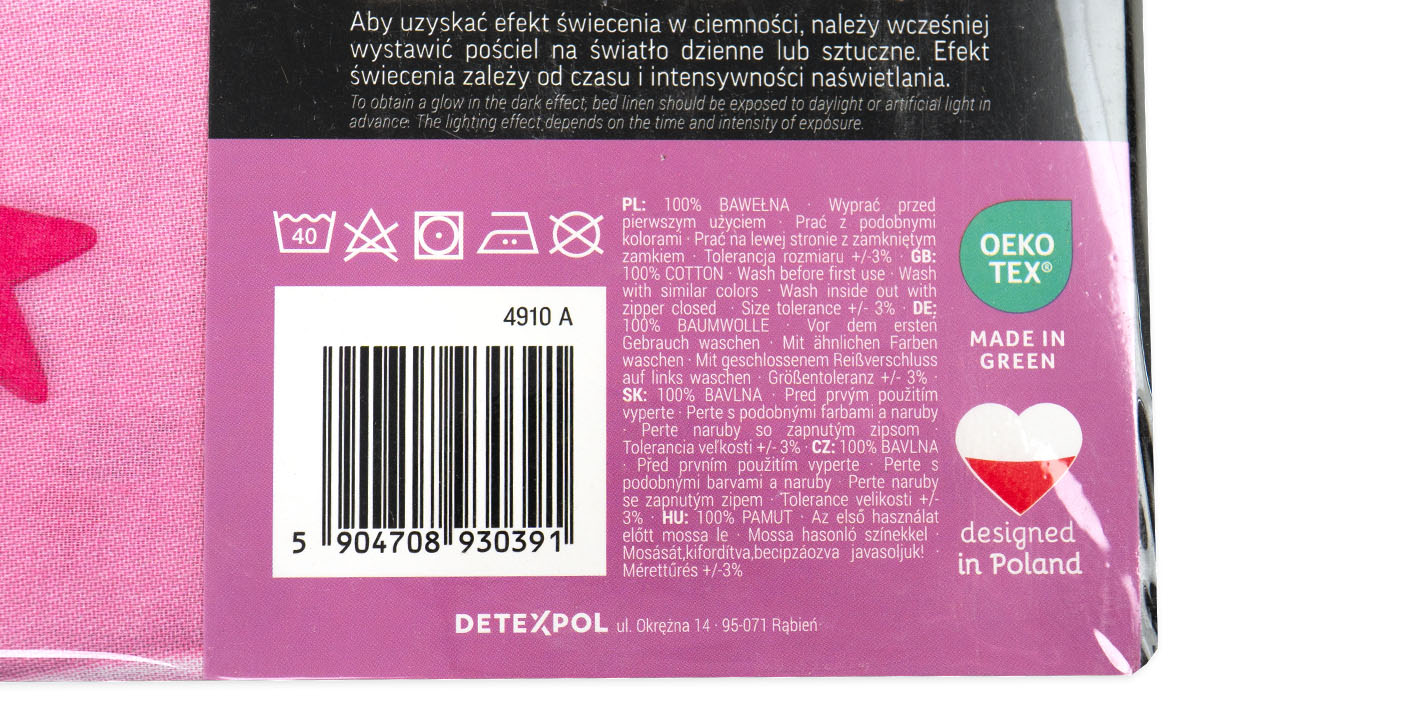 Aby uzyskać efekt świecenia w ciemności, należy wcześniej
wystawić pościel na światło dzienne lub sztuczne. Efekt
świecenia zależy od czasu i intensywności naświetlania.
To obtain a glow in the dark effect; bed linen should be exposed to daylight or artificial light in
advance. The lighting effect depends on the time and intensity of exposure.
40
4910 A
5 904708 930391
PL: 100% BAWEŁNA · Wyprać przed
pierwszym użyciem · Prać z podobnymi
kolorami · Prać na lewej stronie z zamkniętym
zamkiem · Tolerancja rozmiaru +/-3% · GB:
100% COTTON · Wash before first use · Wash
with similar colors · Wash inside out with
zipper closed · Size tolerance +/- 3% · DE:
100% BAUMWOLLE · Vor dem ersten
Gebrauch waschen · Mit ähnlichen Farben
waschen · Mit geschlossenem Reißverschluss
auf links waschen · Größentoleranz +/- 3% ·
SK: 100% BAVLNA · Pred prvým použitím
vyperte · Perte s podobnými farbami a naruby
· Perte naruby so zapnutým zipsom ·
Tolerancia veľkosti +/- 3% · CZ: 100% BAVLNA
· Před prvním použitím vyperte · Perte s
podobnými barvami a naruby · Perte naruby
se zapnutým zipem · Tolerance velikosti +/-
3% · HU: 100% PAMUT · Az első használat
előtt mossa le · Mossa hasonló színekkel ·
Mosását,kifordítva,becipzáozva javasoljuk! ·
Mérettűrés +/-3%
OEKO
TEX®
MADE IN
GREEN
designed
in Poland
DETEXPOL ul. Okrężna 14 · 95-071 Rąbień